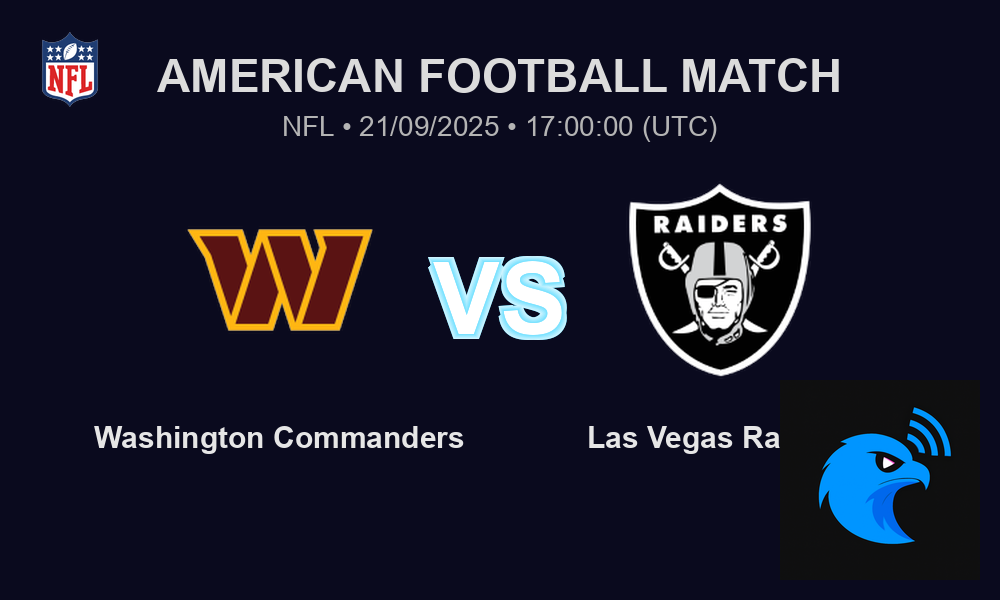 NFL
AMERICAN FOOTBALL MATCH
NFL • 21/09/2025 • 17:00:00 (UTC)
RAIDERS
VS
Washington Commanders
Las Vegas Ra